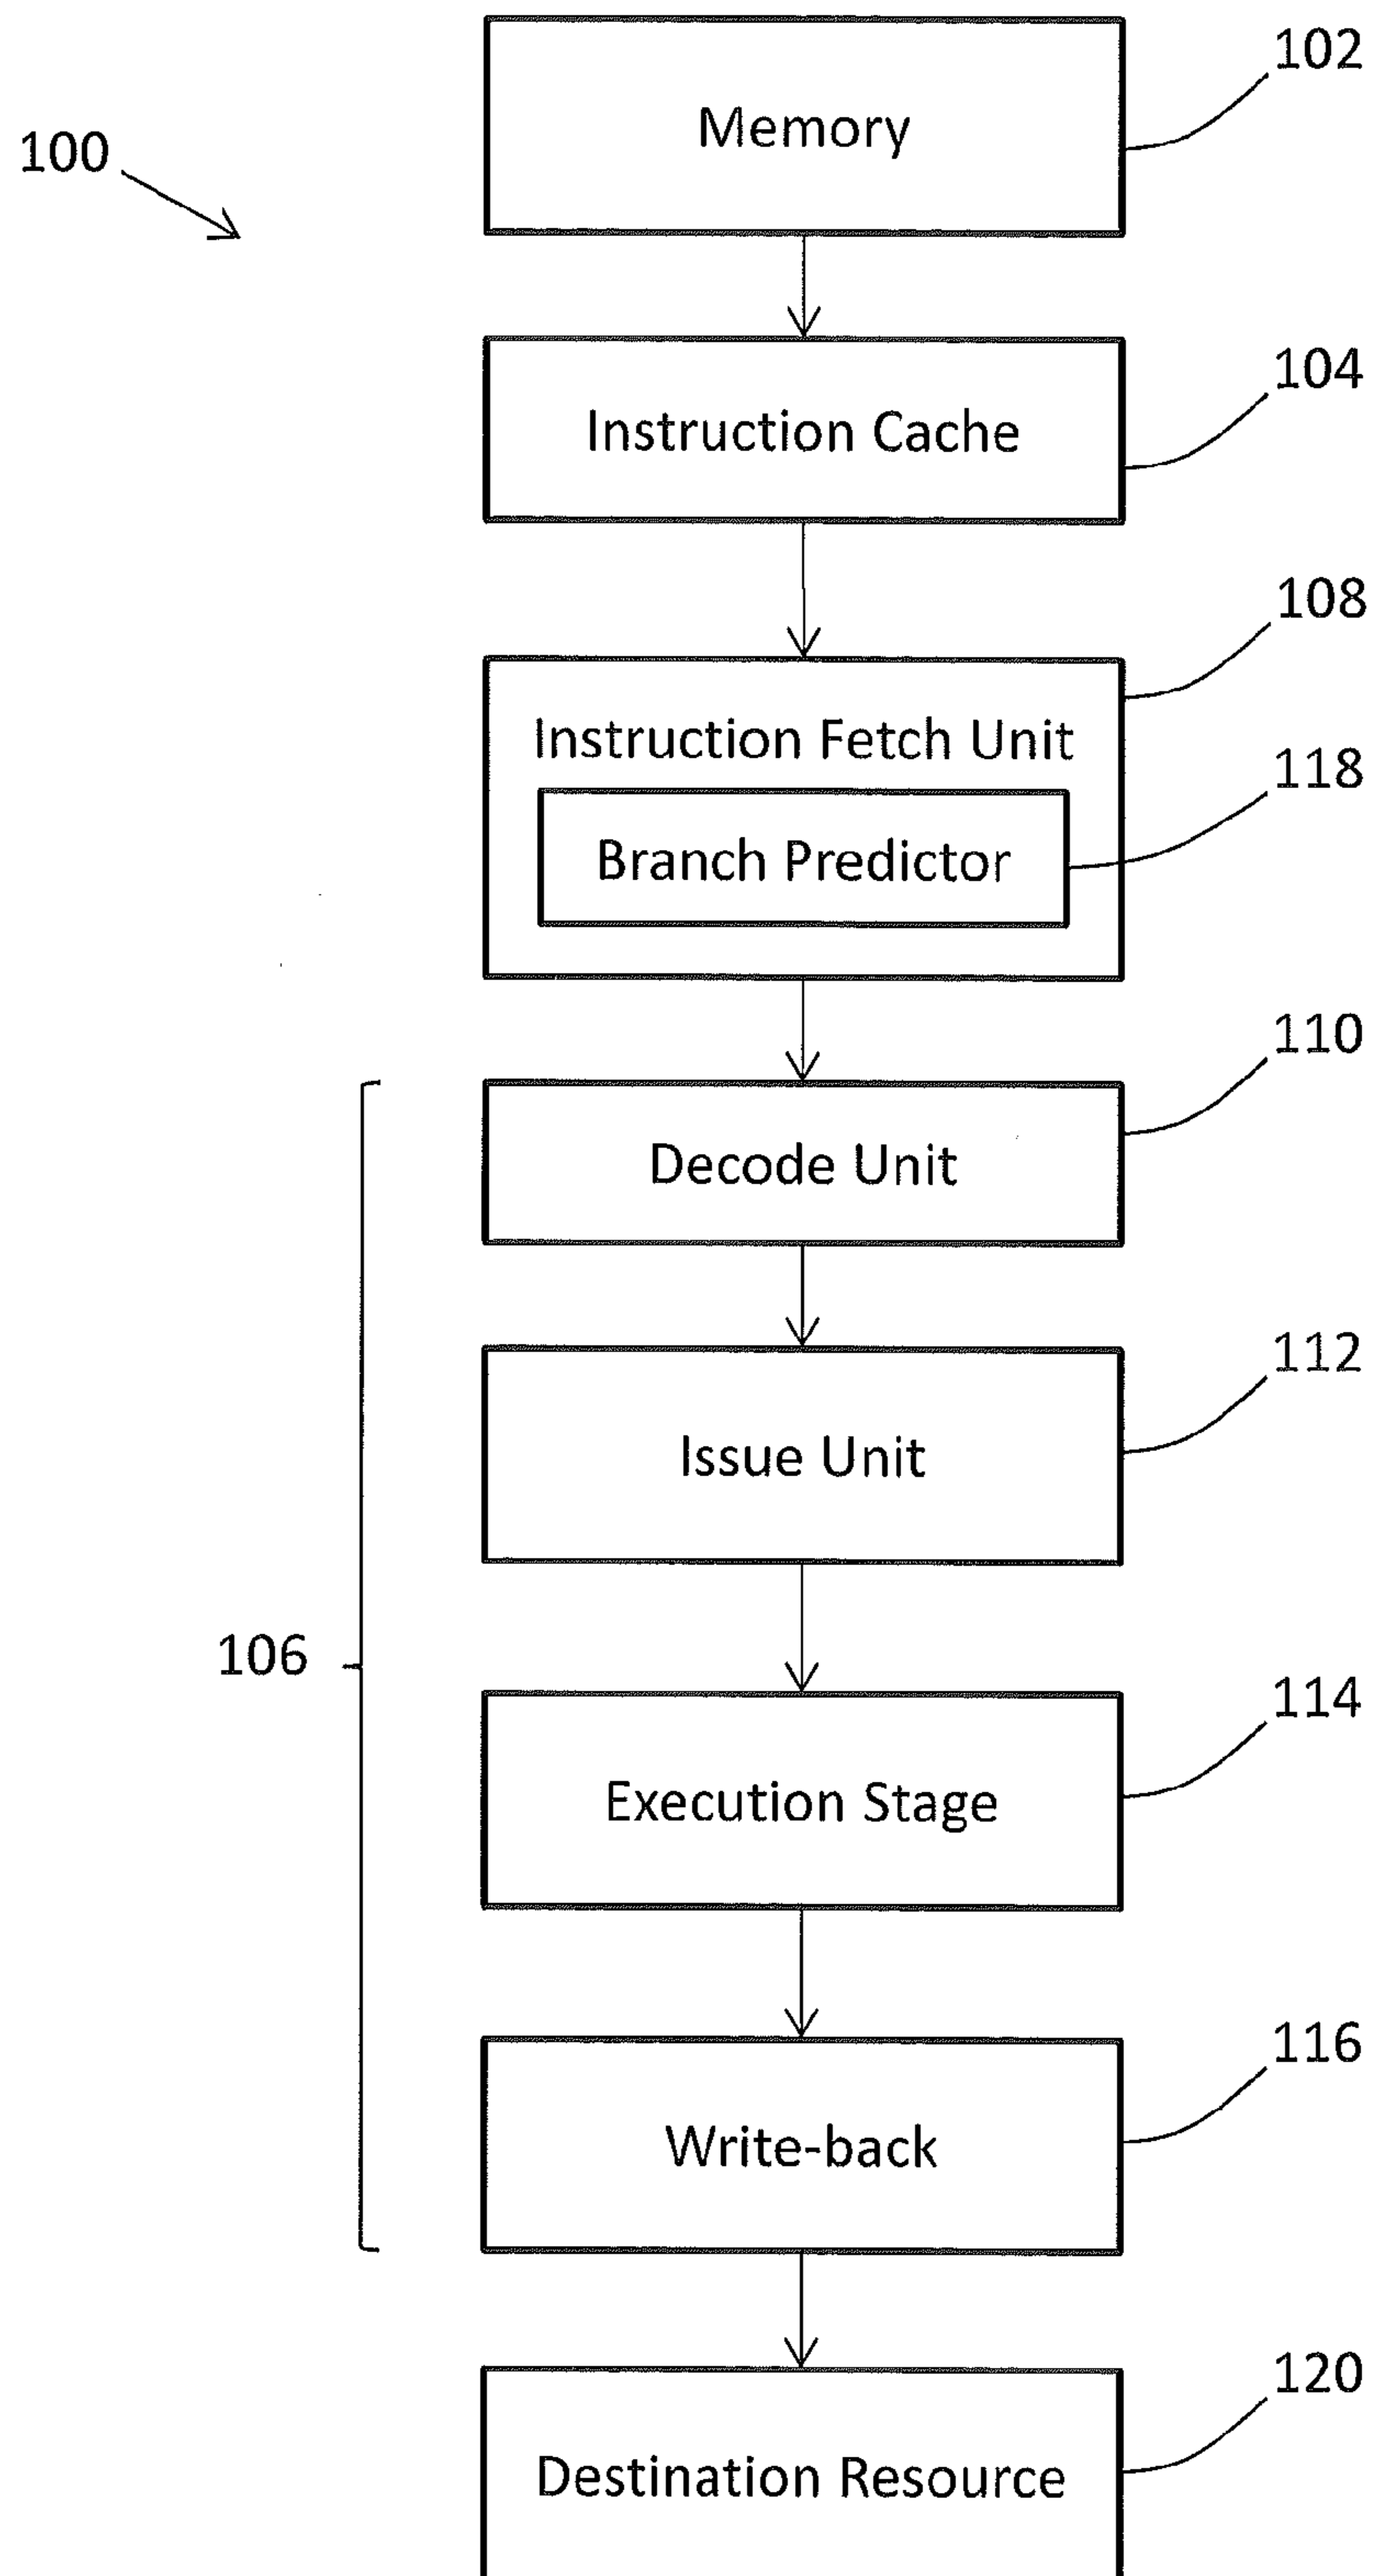 102
Memory
100
104
Instruction Cache
108
Instruction Fetch Unit
118
Branch Predictor
110
Decode Unit
112
Issue Unit
106
114
Execution Stage
116
Write-back
120
Destination Resource